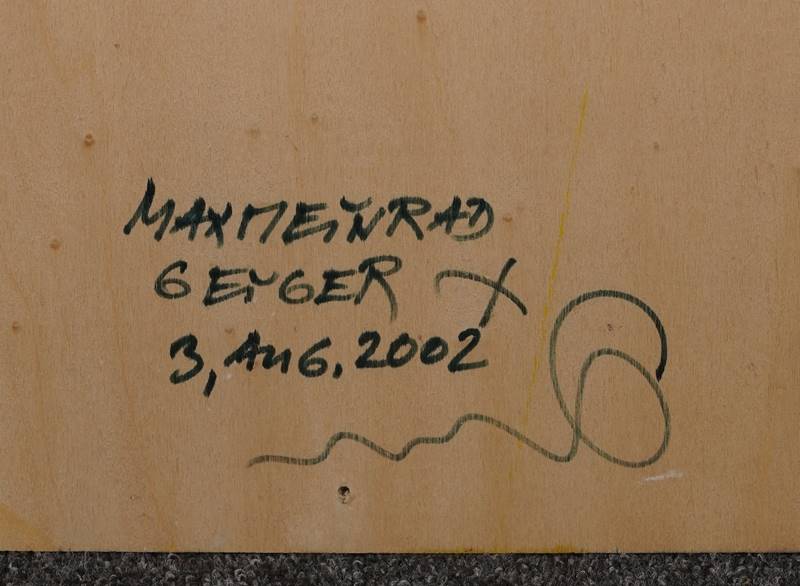 MAXMEINRAD
GEIGER X
3, AUG, 2002